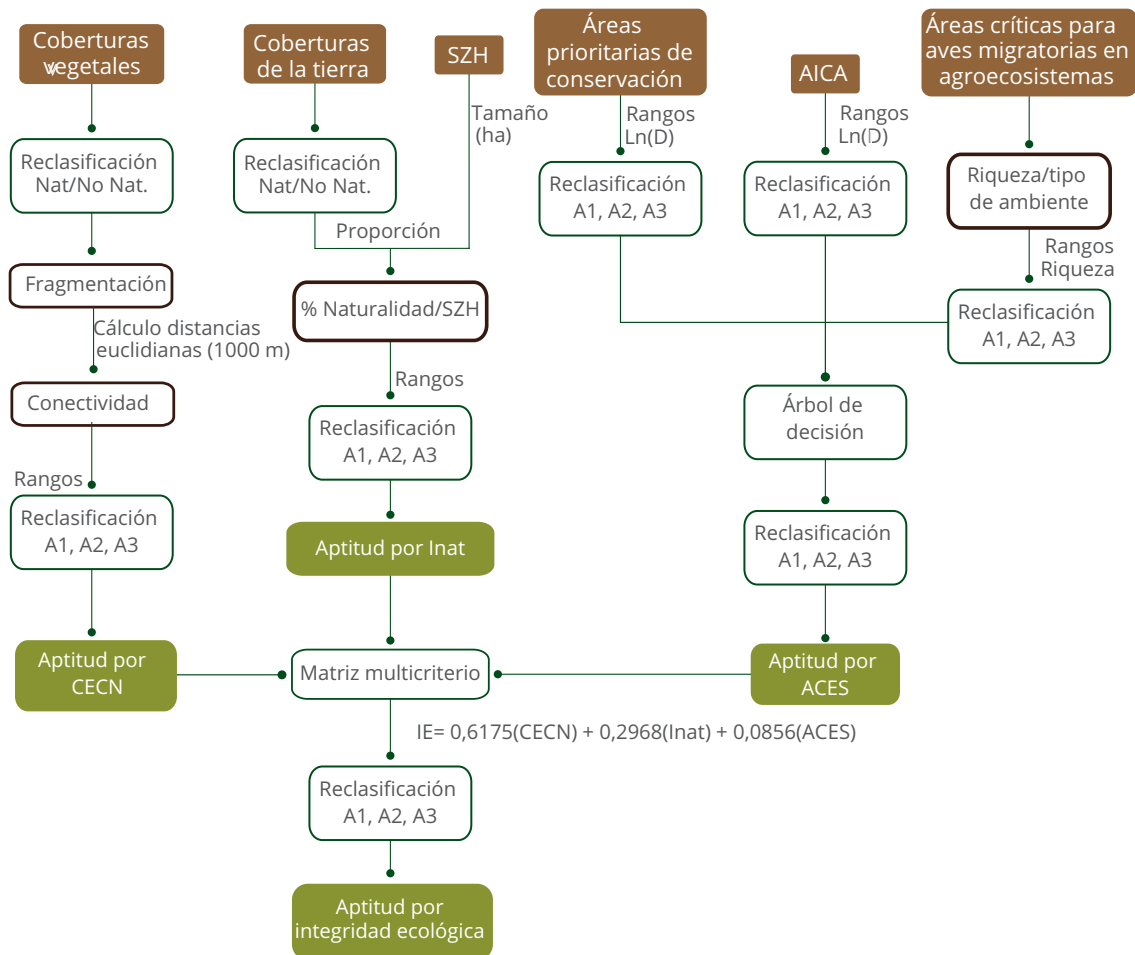 Coberturas
vegetales
Coberturas
de la tierra
SZH
Áreas
prioritarias de
conservación
AICA
Áreas críticas para
aves migratorias en
agroecosistemas
Tamaño
(ha)
Rangos
Ln(D)
Rangos
Ln(D)
Reclasificación
Nat/No Nat.
Reclasificación
Nat/No Nat.
Reclasificación
A1, A2, A3
Reclasificación
A1, A2, A3
Riqueza/tipo
de ambiente
Proporción
Rangos
Riqueza
Fragmentación
% Naturalidad/SZH
Reclasificación
A1, A2, A3
Cálculo distancias
euclidianas (1000 m)
Rangos
Conectividad
Árbol de
decisión
Reclasificación
A1, A2, A3
Rangos
Reclasificación
A1, A2, A3
Reclasificación
A1, A2, A3
Aptitud por Inat
Aptitud por
CECN
Matriz multicriterio
Aptitud por
ACES
IE= 0,6175(CECN) + 0,2968(Inat) + 0,0856(ACES)
Reclasificación
A1, A2, A3
Aptitud por
integridad ecológica